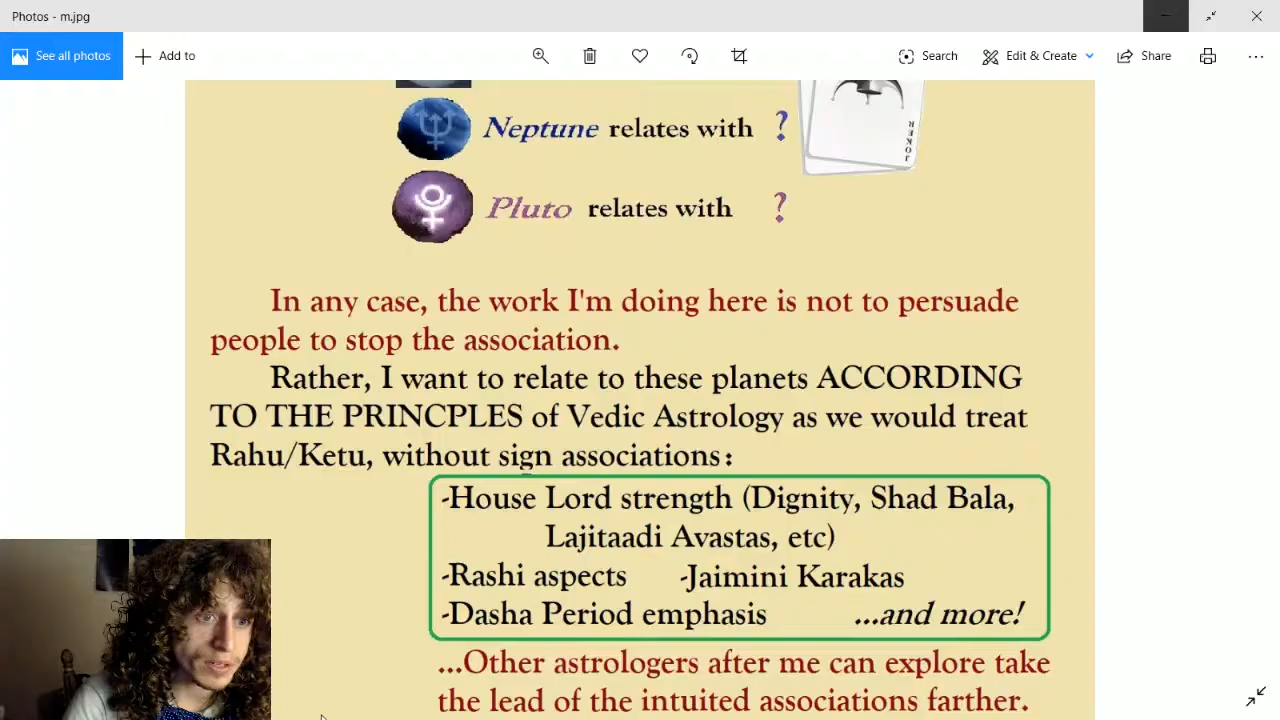 Photos - m.jpg
See all photos
Add to
Search
Edit & Create
Share
Neptune relates with ?
JOKER
Pluto relates with ?
In any case, the work I'm doing here is not to persuade
people to stop the association.
Rather, I want to relate to these planets ACCORDING
TO THE PRINCPLES of Vedic Astrology as we would treat
Rahu/Ketu, without sign associations:
-House Lord strength (Dignity, Shad Bala,
Lajitaadi Avastas, etc)
-Rashi aspects -Jaimini Karakas
-Dasha Period emphasis ...and more!
...Other astrologers after me can explore take
the lead of the intuited associations farther.